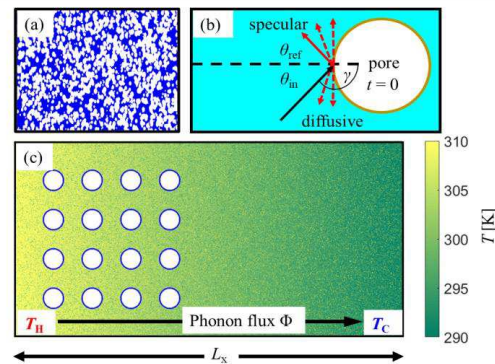 (a)
(b)
specular
θref
θin
γ
pore
t = 0
diffusive
(c)
310
305
300
295
290
T [K]
TH
Phonon flux Φ
TC
Lx